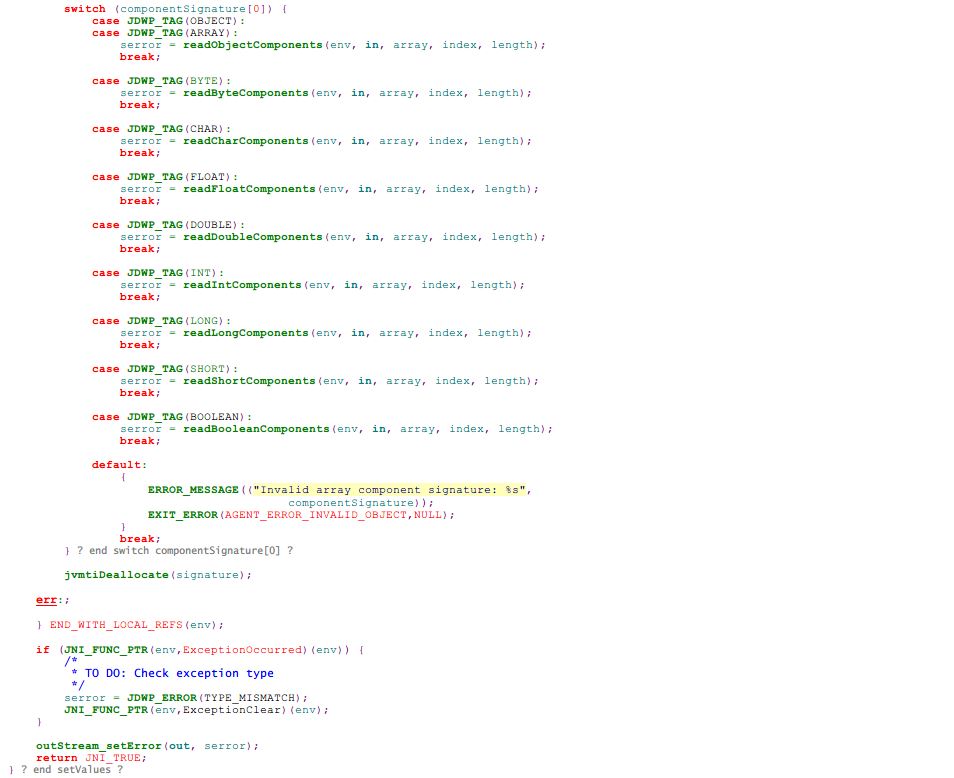 switch (componentSignature[0]) {
case JDWP_TAG(OBJECT):
case JDWP_TAG(ARRAY):
serror = readObjectComponents(env, in, array, index, length);
break;
case JDWP_TAG(BYTE):
serror = readByteComponents(env, in, array, index, length);
break;
case JDWP_TAG(CHAR):
serror = readCharComponents(env, in, array, index, length);
break;
case JDWP_TAG(FLOAT):
serror = readFloatComponents(env, in, array, index, length);
break;
case JDWP_TAG(DOUBLE):
serror = readDoubleComponents(env, in, array, index, length);
break;
case JDWP_TAG(INT):
serror = readIntComponents(env, in, array, index, length);
break;
case JDWP_TAG(LONG):
serror = readLongComponents(env, in, array, index, length);
break;
case JDWP_TAG(SHORT):
serror = readShortComponents(env, in, array, index, length);
break;
case JDWP_TAG(BOOLEAN):
serror = readBooleanComponents(env, in, array, index, length);
break;
default:
{
ERROR_MESSAGE(("Invalid array component signature: %s",
componentSignature));
EXIT_ERROR(AGENT_ERROR_INVALID_OBJECT,NULL);
}
break;
} ? end switch componentSignature[0] ?
jvmtiDeallocate(signature);
err:;
} END_WITH_LOCAL_REFS(env);
if (JNI_FUNC_PTR(env,ExceptionOccurred)(env)) {
/*
* TO DO: Check exception type
*/
serror = JDWP_ERROR(TYPE_MISMATCH);
JNI_FUNC_PTR(env,ExceptionClear)(env);
}
outStream_setError(out, serror);
return JNI_TRUE;
} ? end setValues ?